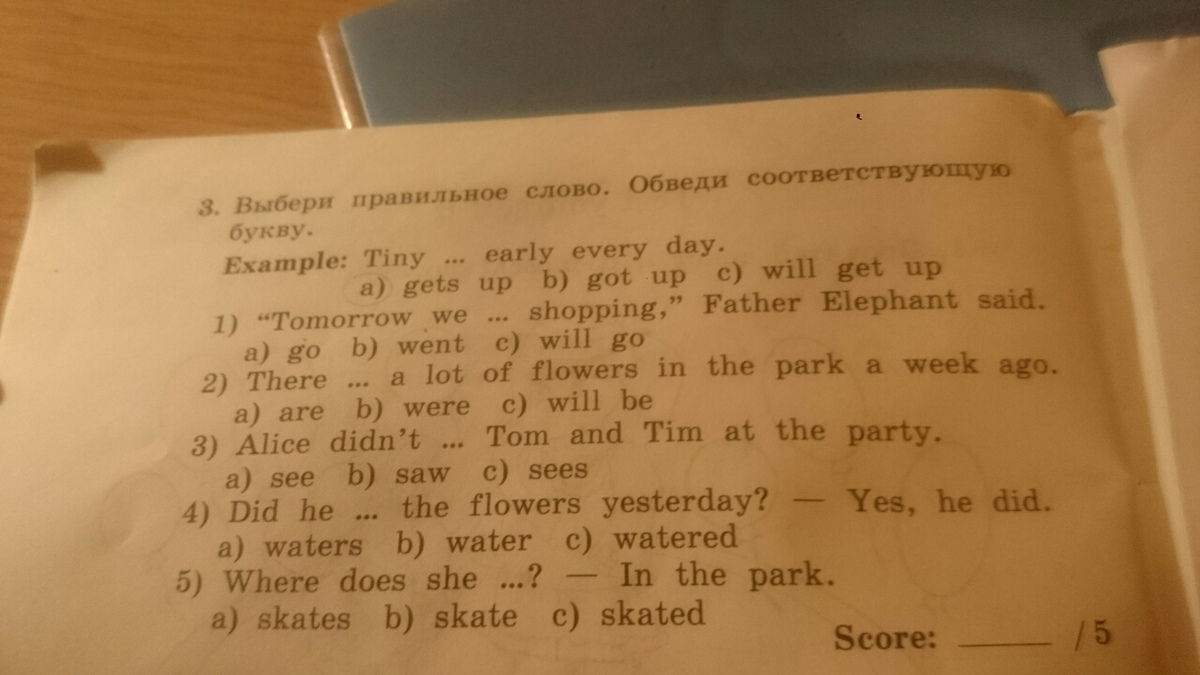 3. Выбери правильное слово. Обведи соответствующую
букву.
Example: Tiny ... early every day.
a) gets up b) got up c) will get up
1) “Tomorrow we ... shopping,” Father Elephant said.
a) go b) went c) will go
2) There ... a lot of flowers in the park a week ago.
a) are b) were c) will be
3) Alice didn’t ... Tom and Tim at the party.
a) see b) saw c) sees
4) Did he ... the flowers yesterday? — Yes, he did.
a) waters b) water c) watered
5) Where does she ...? — In the park.
a) skates b) skate c) skated
Score: ____ /5